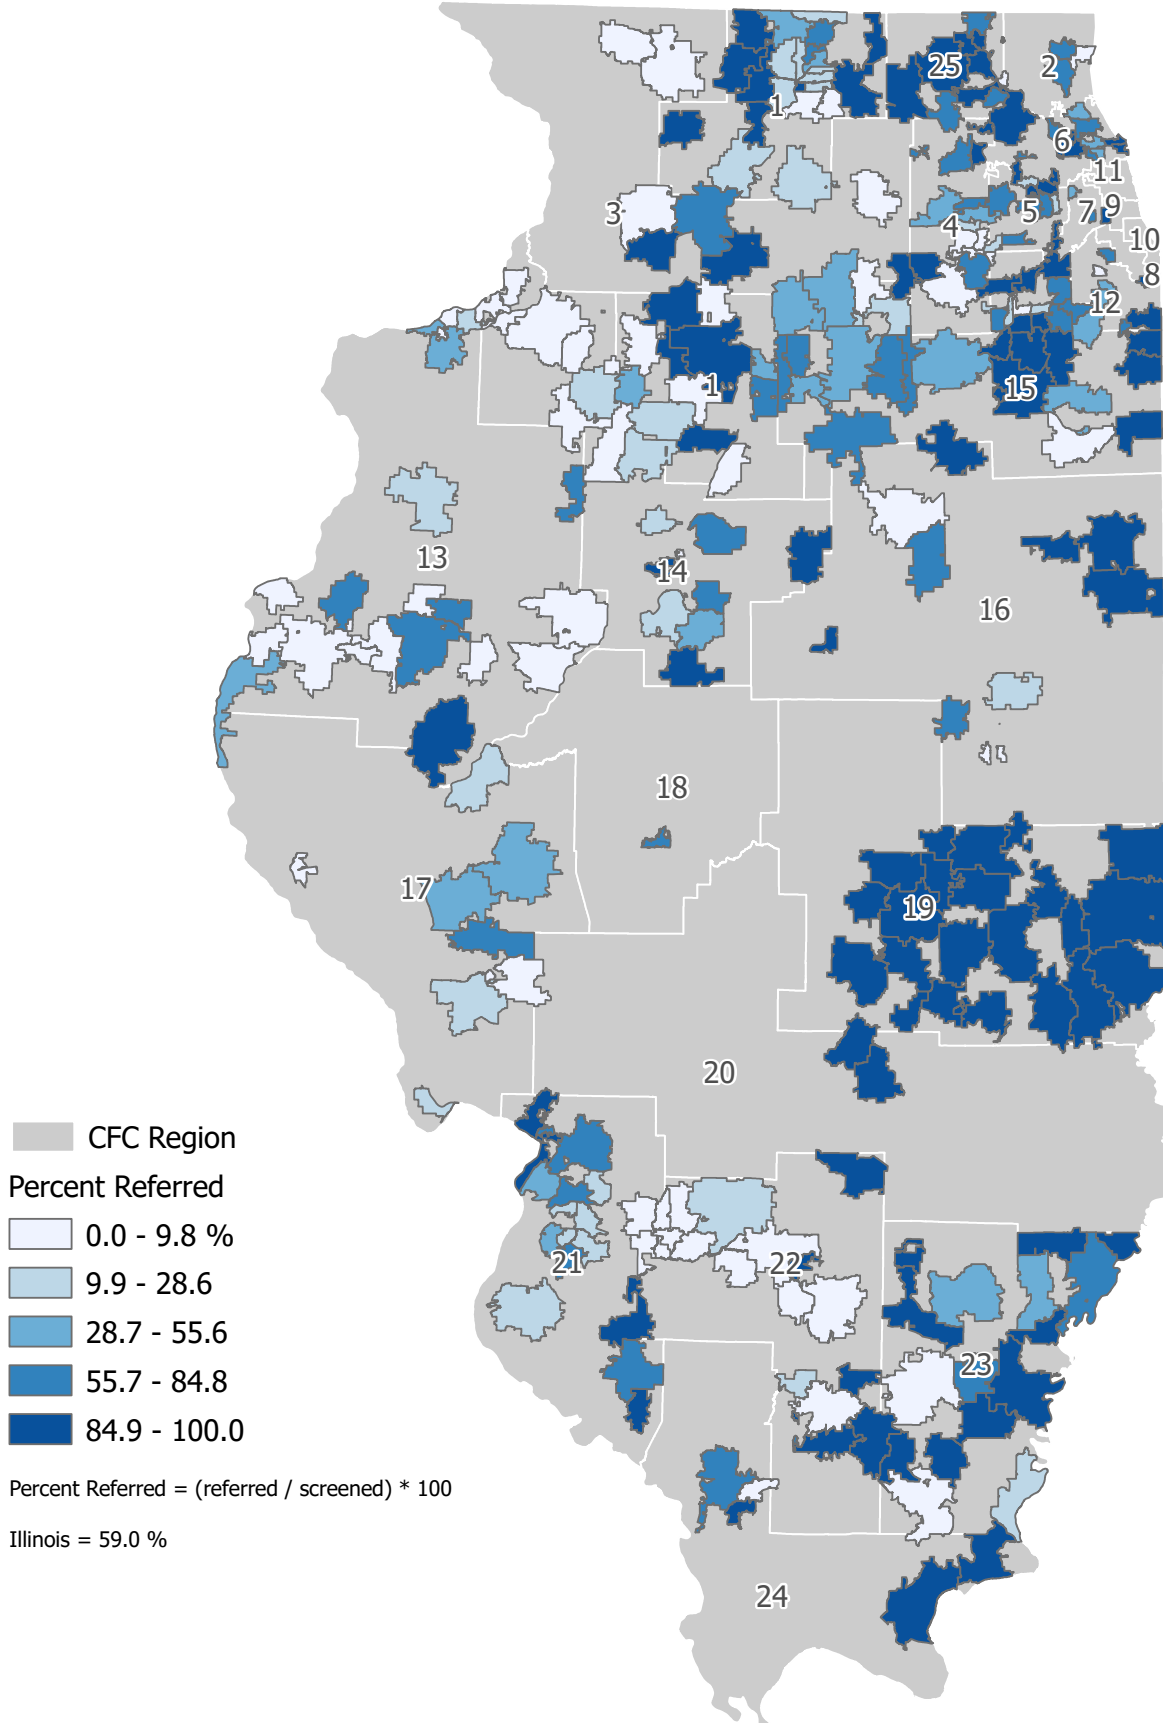 25
2
1
6
11
3
5
7
9
4
10
8
12
1
15
13
14
16
18
17
19
20
CFC Region
Percent Referred
0.0 - 9.8 %
9.9 - 28.6
28.7 - 55.6
55.7 - 84.8
84.9 - 100.0
21
22
23
Percent Referred = (referred / screened) * 100
Illinois = 59.0 %
24